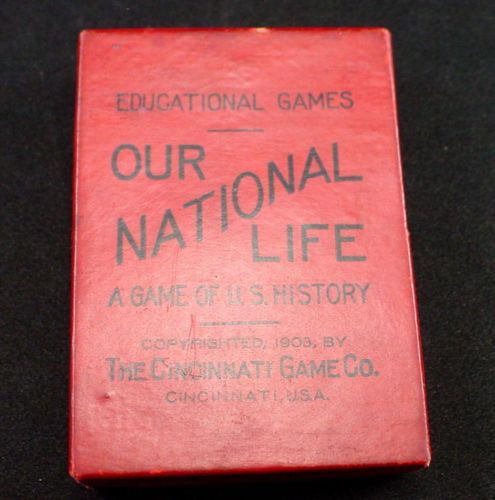 EDUCATIONAL GAMES
OUR
NATIONAL
LIFE
A GAME OF U.S. HISTORY
COPYRIGHTED, 1903, BY
THE CINCINNATI GAME CO.
CINCINNATI, U.S.A.